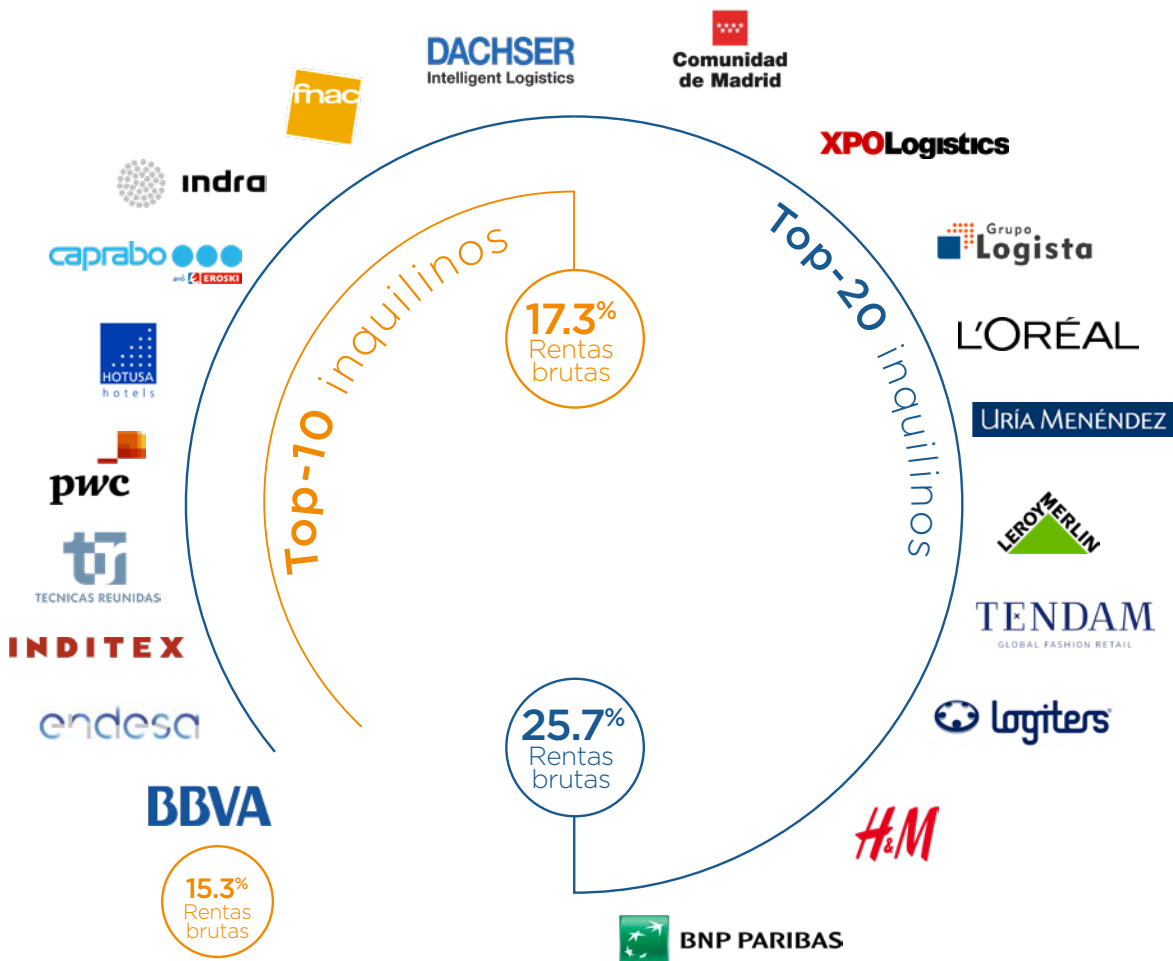 DACHSER
Intelligent Logistics
Comunidad
de Madrid
fnac
XPOLogistics
indra
Grupo
Logista
caprabo
amb EROSKI
L'ORÉAL
HOTUSA
hotels
URÍA MENÉNDEZ
pwc
LEROY MERLIN
tr
TECNICAS REUNIDAS
TENDAM
GLOBAL FASHION RETAIL
INDITEX
endesa
logiters
BBVA
H&M
BNP PARIBAS
Top-10 inquilinos
17.3%
Rentas
brutas
Top-20 inquilinos
25.7%
Rentas
brutas
15.3%
Rentas
brutas